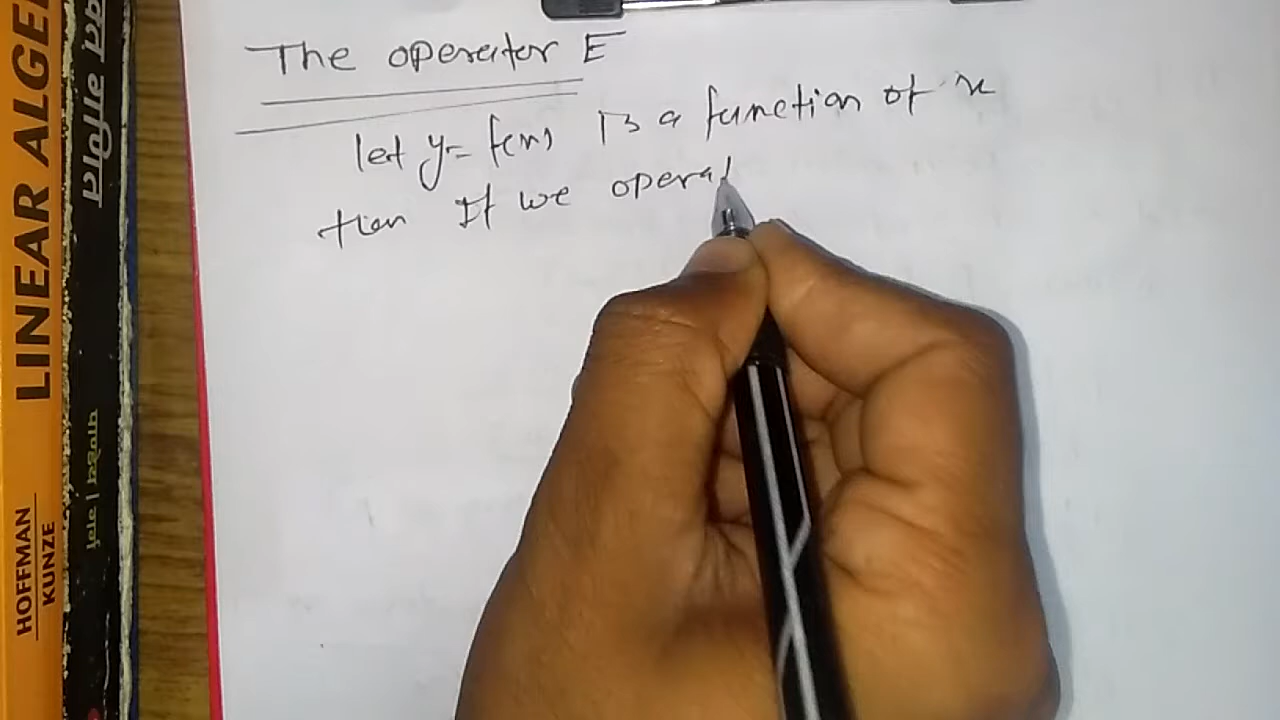 The operator E
let y = f(x) is a function of x
then If we operat
LINEAR ALGE
HOFFMAN
KUNZE